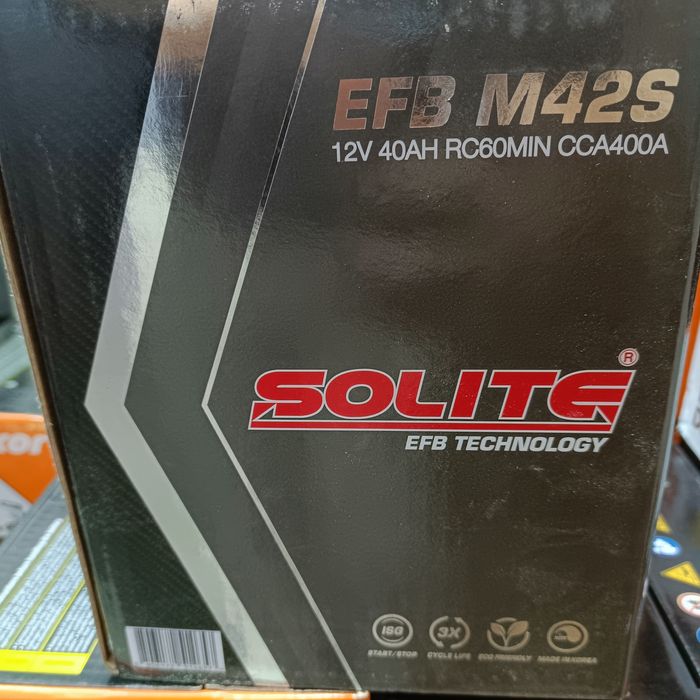 EFB M42S
12V 40AH RC60MIN CCA400A
SOLITE®
EFB TECHNOLOGY
ISG
START/STOP
3X
CYCLE LIFE
ECO FRIENDLY
MADE IN KOREA